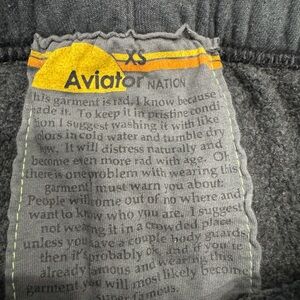 XS
Aviator NATION
his garment is rad. I know because
made it. To keep it in pristine condi-
tion I suggest washing it with like
colors in cold water and tumble dry
It will distress naturally and
become even more rad with age.
there is one problem with wearing this
garment I must warn you about:
People will come out of no where and
want to know who you are. I suggest
not wearing it in a crowded place
unless you have a couple body guards
then it's probably ok. and if you're
already famous and wearing this
garment you will most likely become
super famous.